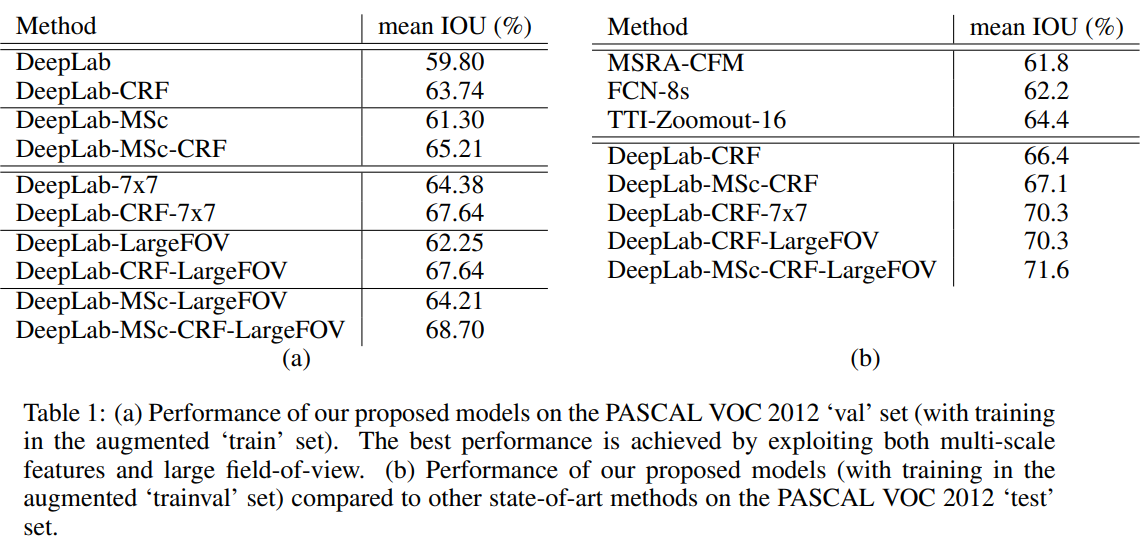 Method mean IOU (%)
DeepLab 59.80
DeepLab-CRF 63.74
DeepLab-MSc 61.30
DeepLab-MSc-CRF 65.21
DeepLab-7x7 64.38
DeepLab-CRF-7x7 67.64
DeepLab-LargeFOV 62.25
DeepLab-CRF-LargeFOV 67.64
DeepLab-MSc-LargeFOV 64.21
DeepLab-MSc-CRF-LargeFOV 68.70
(a)
Method mean IOU (%)
MSRA-CFM 61.8
FCN-8s 62.2
TTI-Zoomout-16 64.4
DeepLab-CRF 66.4
DeepLab-MSc-CRF 67.1
DeepLab-CRF-7x7 70.3
DeepLab-CRF-LargeFOV 70.3
DeepLab-MSc-CRF-LargeFOV 71.6
(b)
Table 1: (a) Performance of our proposed models on the PASCAL VOC 2012 ‘val’ set (with training
in the augmented ‘train’ set). The best performance is achieved by exploiting both multi-scale
features and large field-of-view. (b) Performance of our proposed models (with training in the
augmented ‘trainval’ set) compared to other state-of-art methods on the PASCAL VOC 2012 ‘test’
set.